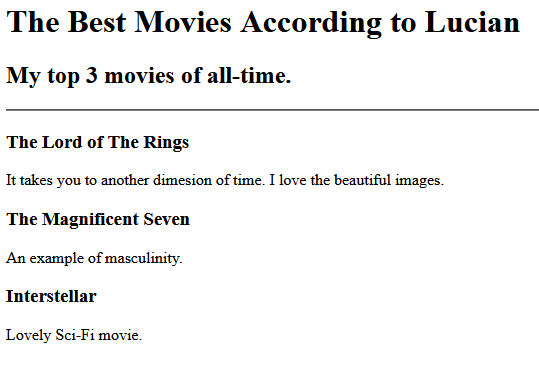 The Best Movies According to Lucian
My top 3 movies of all-time.
The Lord of The Rings
It takes you to another dimesion of time. I love the beautiful images.
The Magnificent Seven
An example of masculinity.
Interstellar
Lovely Sci-Fi movie.